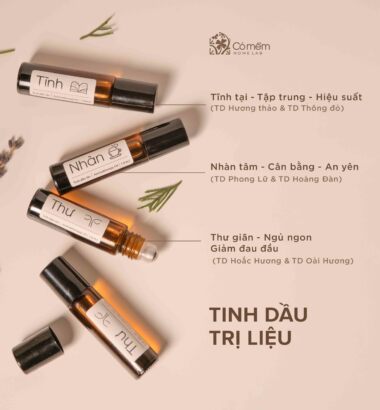 Cỏ mềm
HOME LAB
Tĩnh
Tĩnh tại - Tập trung - Hiệu suất
(TD Hương thảo & TD Thông đỏ)
Nhàn
Nhàn tâm - Cân bằng - An yên
(TD Phong Lữ & TD Hoàng Đàn)
Thư
Thư giãn - Ngủ ngon
Giảm đau đầu
(TD Hoắc Hương & TD Oải Hương)
Thư
TINH DẦU
TRỊ LIỆU